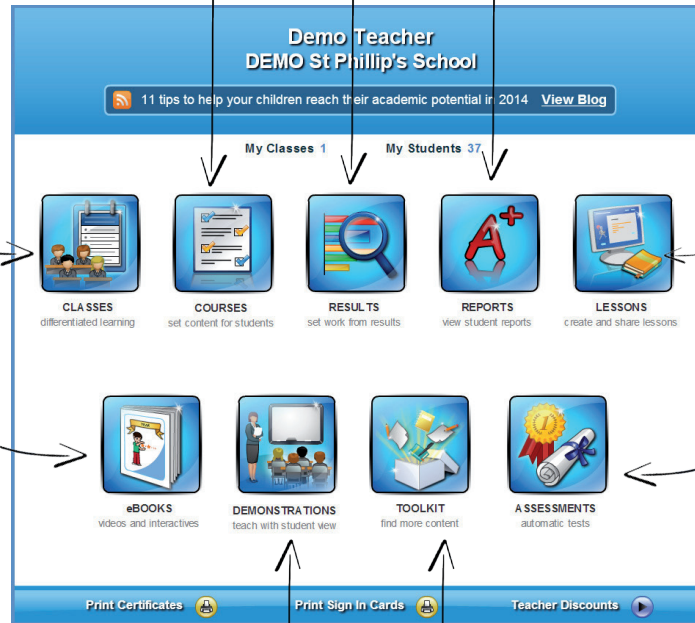 Demo Teacher
DEMO St Phillip's School
11 tips to help your children reach their academic potential in 2014 View Blog
My Classes 1 My Students 37
CLASSES
differentiated learning
COURSES
set content for students
RESULTS
set work from results
A+
REPORTS
view student reports
LESSONS
create and share lessons
eBOOKS
videos and interactives
DEMONSTRATIONS
teach with student view
TOOLKIT
find more content
1
ASSESSMENTS
automatic tests
Print Certificates Print Sign In Cards Teacher Discounts